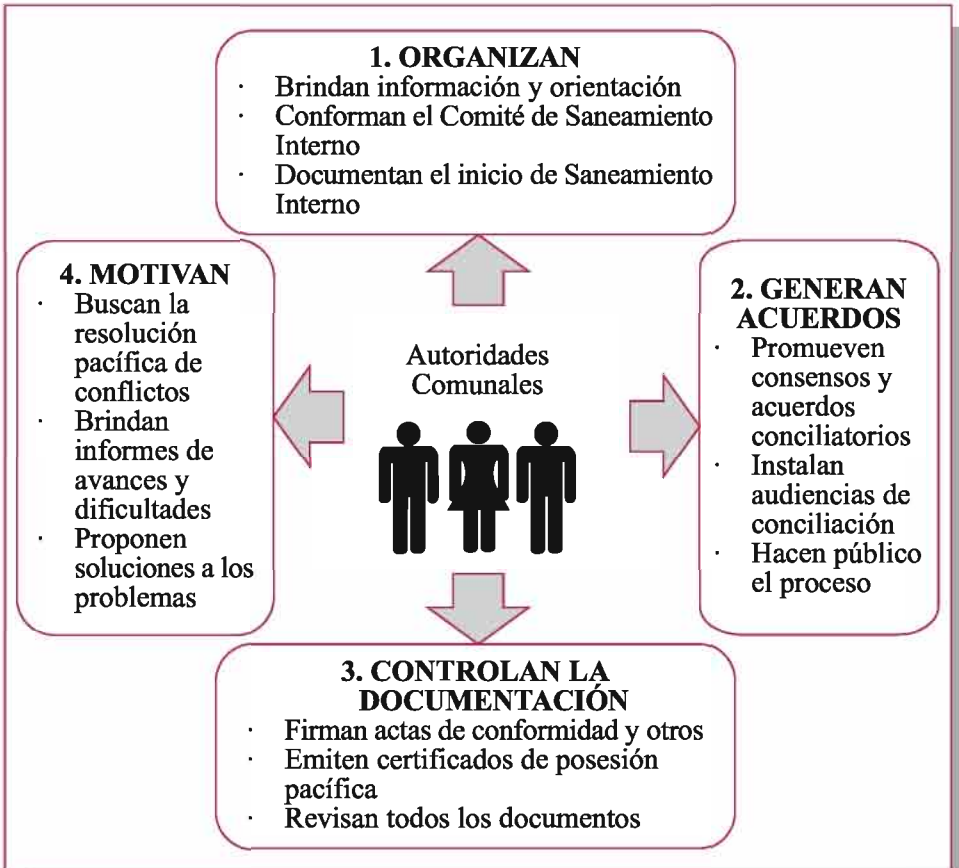 1. ORGANIZAN
· Brindan información y orientación
· Conforman el Comité de Saneamiento
Interno
· Documentan el inicio de Saneamiento
Interno
Autoridades
Comunales
2. GENERAN
ACUERDOS
· Promueven
consensos y
acuerdos
conciliatorios
· Instalan
audiencias de
conciliación
· Hacen público
el proceso
3. CONTROLAN LA
DOCUMENTACIÓN
· Firman actas de conformidad y otros
· Emiten certificados de posesión
pacífica
· Revisan todos los documentos
4. MOTIVAN
· Buscan la
resolución
pacífica de
conflictos
· Brindan
informes de
avances y
dificultades
· Proponen
soluciones a los
problemas